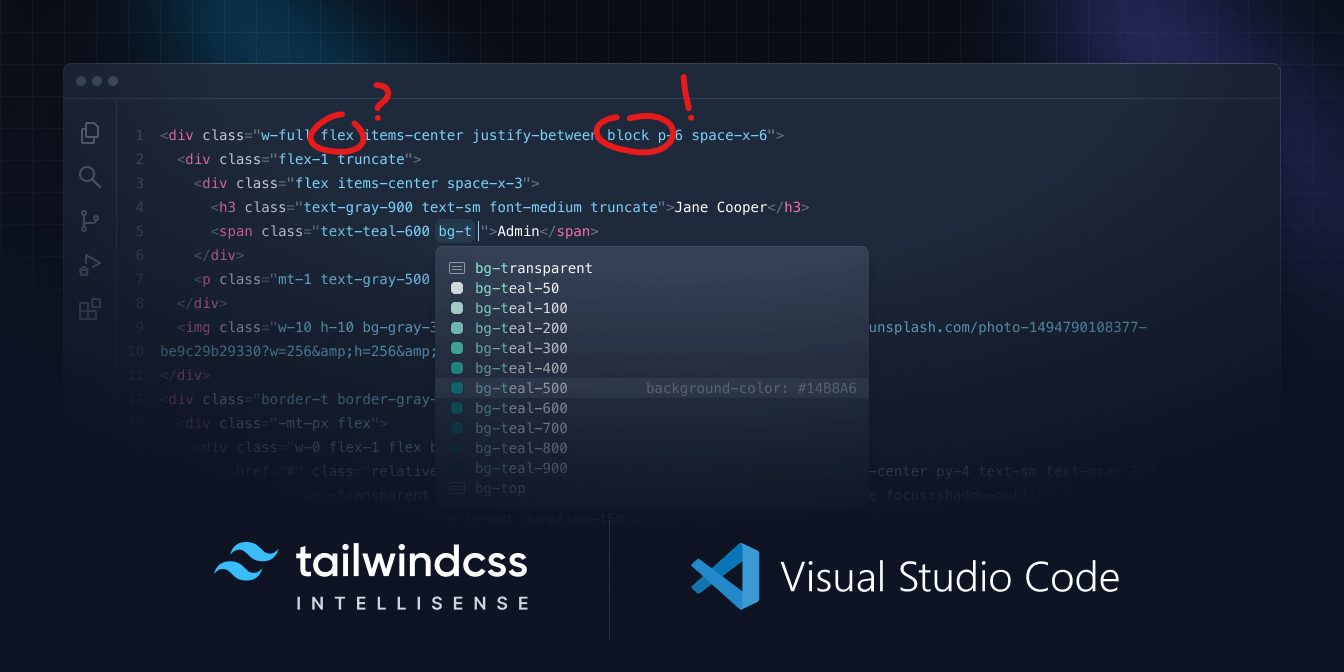 ? !
1 <div class="w-full flex items-center justify-between block p-6 space-x-6">
2 <div class="flex-1 truncate">
3 <div class="flex items-center space-x-3">
4 <h3 class="text-gray-900 text-sm font-medium truncate">Jane Cooper</h3>
5 <span class="text-teal-600 bg-t ">Admin</span>
6 </div>
7 <p class="mt-1 text-gray-500
8 </div>
9 <img class="w-10 h-10 bg-gray-3 unsplash.com/photo-1494790108377-
10 be9c29b29330?w=256&amp;h=256&amp;
11 </div>
12 <div class="border-t border-gray-
<div class="-mt-px flex">
<div class="w-0 flex-1 flex b
href="#" class="relative -center py-4 text-sm text-gray-70
border-transparent e focus:shadow-outline-
duration-150">
bg-transparent
bg-teal-50
bg-teal-100
bg-teal-200
bg-teal-300
bg-teal-400
bg-teal-500 background-color: #14B8A6
bg-teal-600
bg-teal-700
bg-teal-800
bg-teal-900
bg-top
tailwindcss
INTELLISENSE
Visual Studio Code